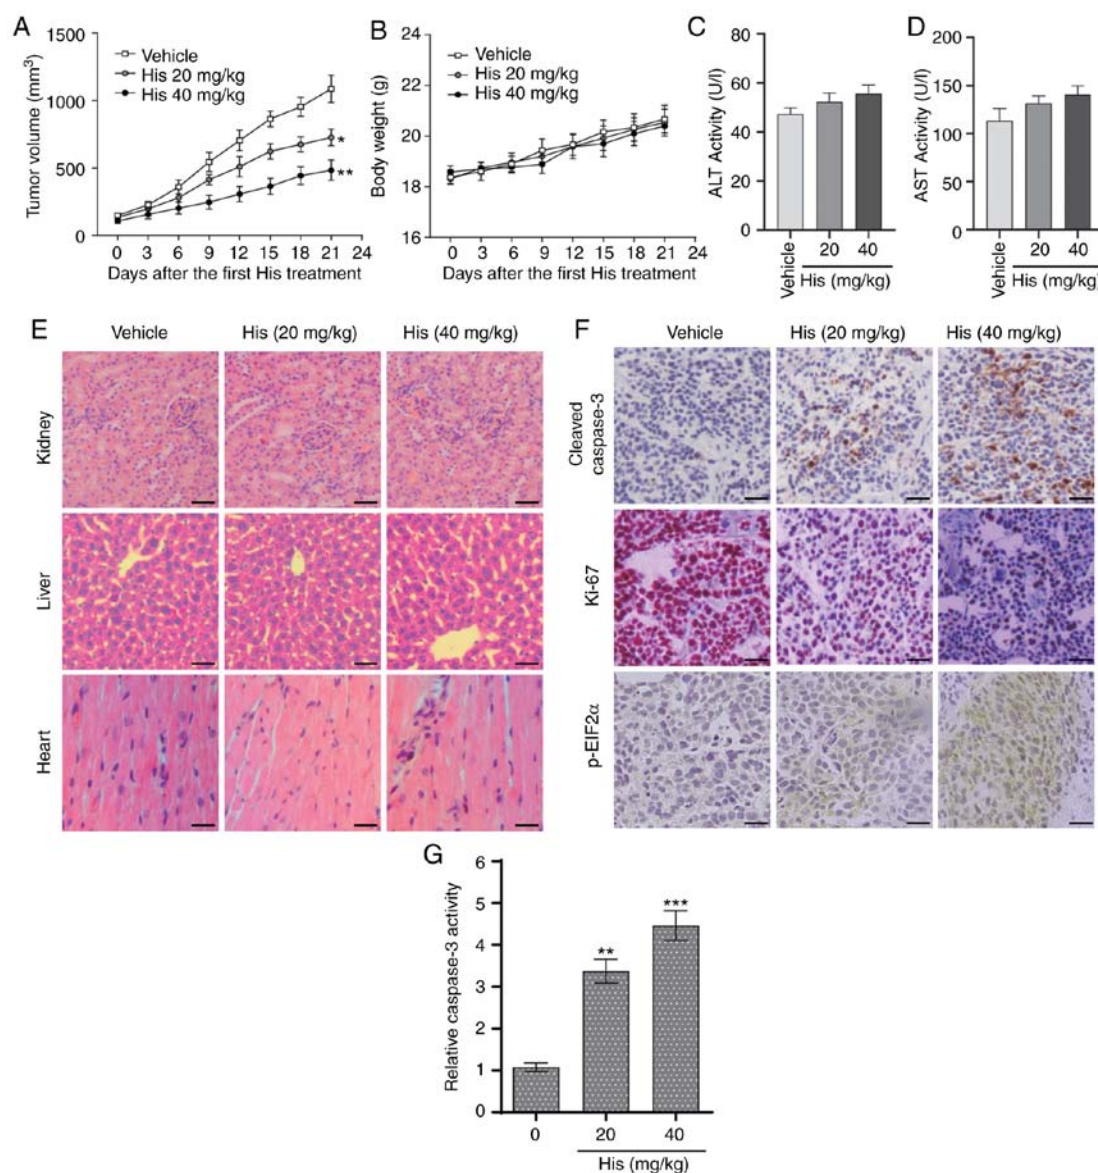 A
Tumor volume (mm³)
1500
1000
500
0
Vehicle
His 20 mg/kg
His 40 mg/kg
*
**
0 3 6 9 12 15 18 21 24
Days after the first His treatment
B
Body weight (g)
24
22
20
18
16
Vehicle
His 20 mg/kg
His 40 mg/kg
0 3 6 9 12 15 18 21 24
Days after the first His treatment
C
ALT Activity (U/l)
80
60
40
20
0
Vehicle
20 40
His (mg/kg)
D
AST Activity (U/l)
200
150
100
50
0
Vehicle
20 40
His (mg/kg)
E
Vehicle His (20 mg/kg) His (40 mg/kg)
Kidney
Liver
Heart
F
Vehicle His (20 mg/kg) His (40 mg/kg)
Cleaved
caspase-3
Ki-67
p-EIF2α
G
Relative caspase-3 activity
6
5
4
3
2
1
0
**
***
0 20 40
His (mg/kg)